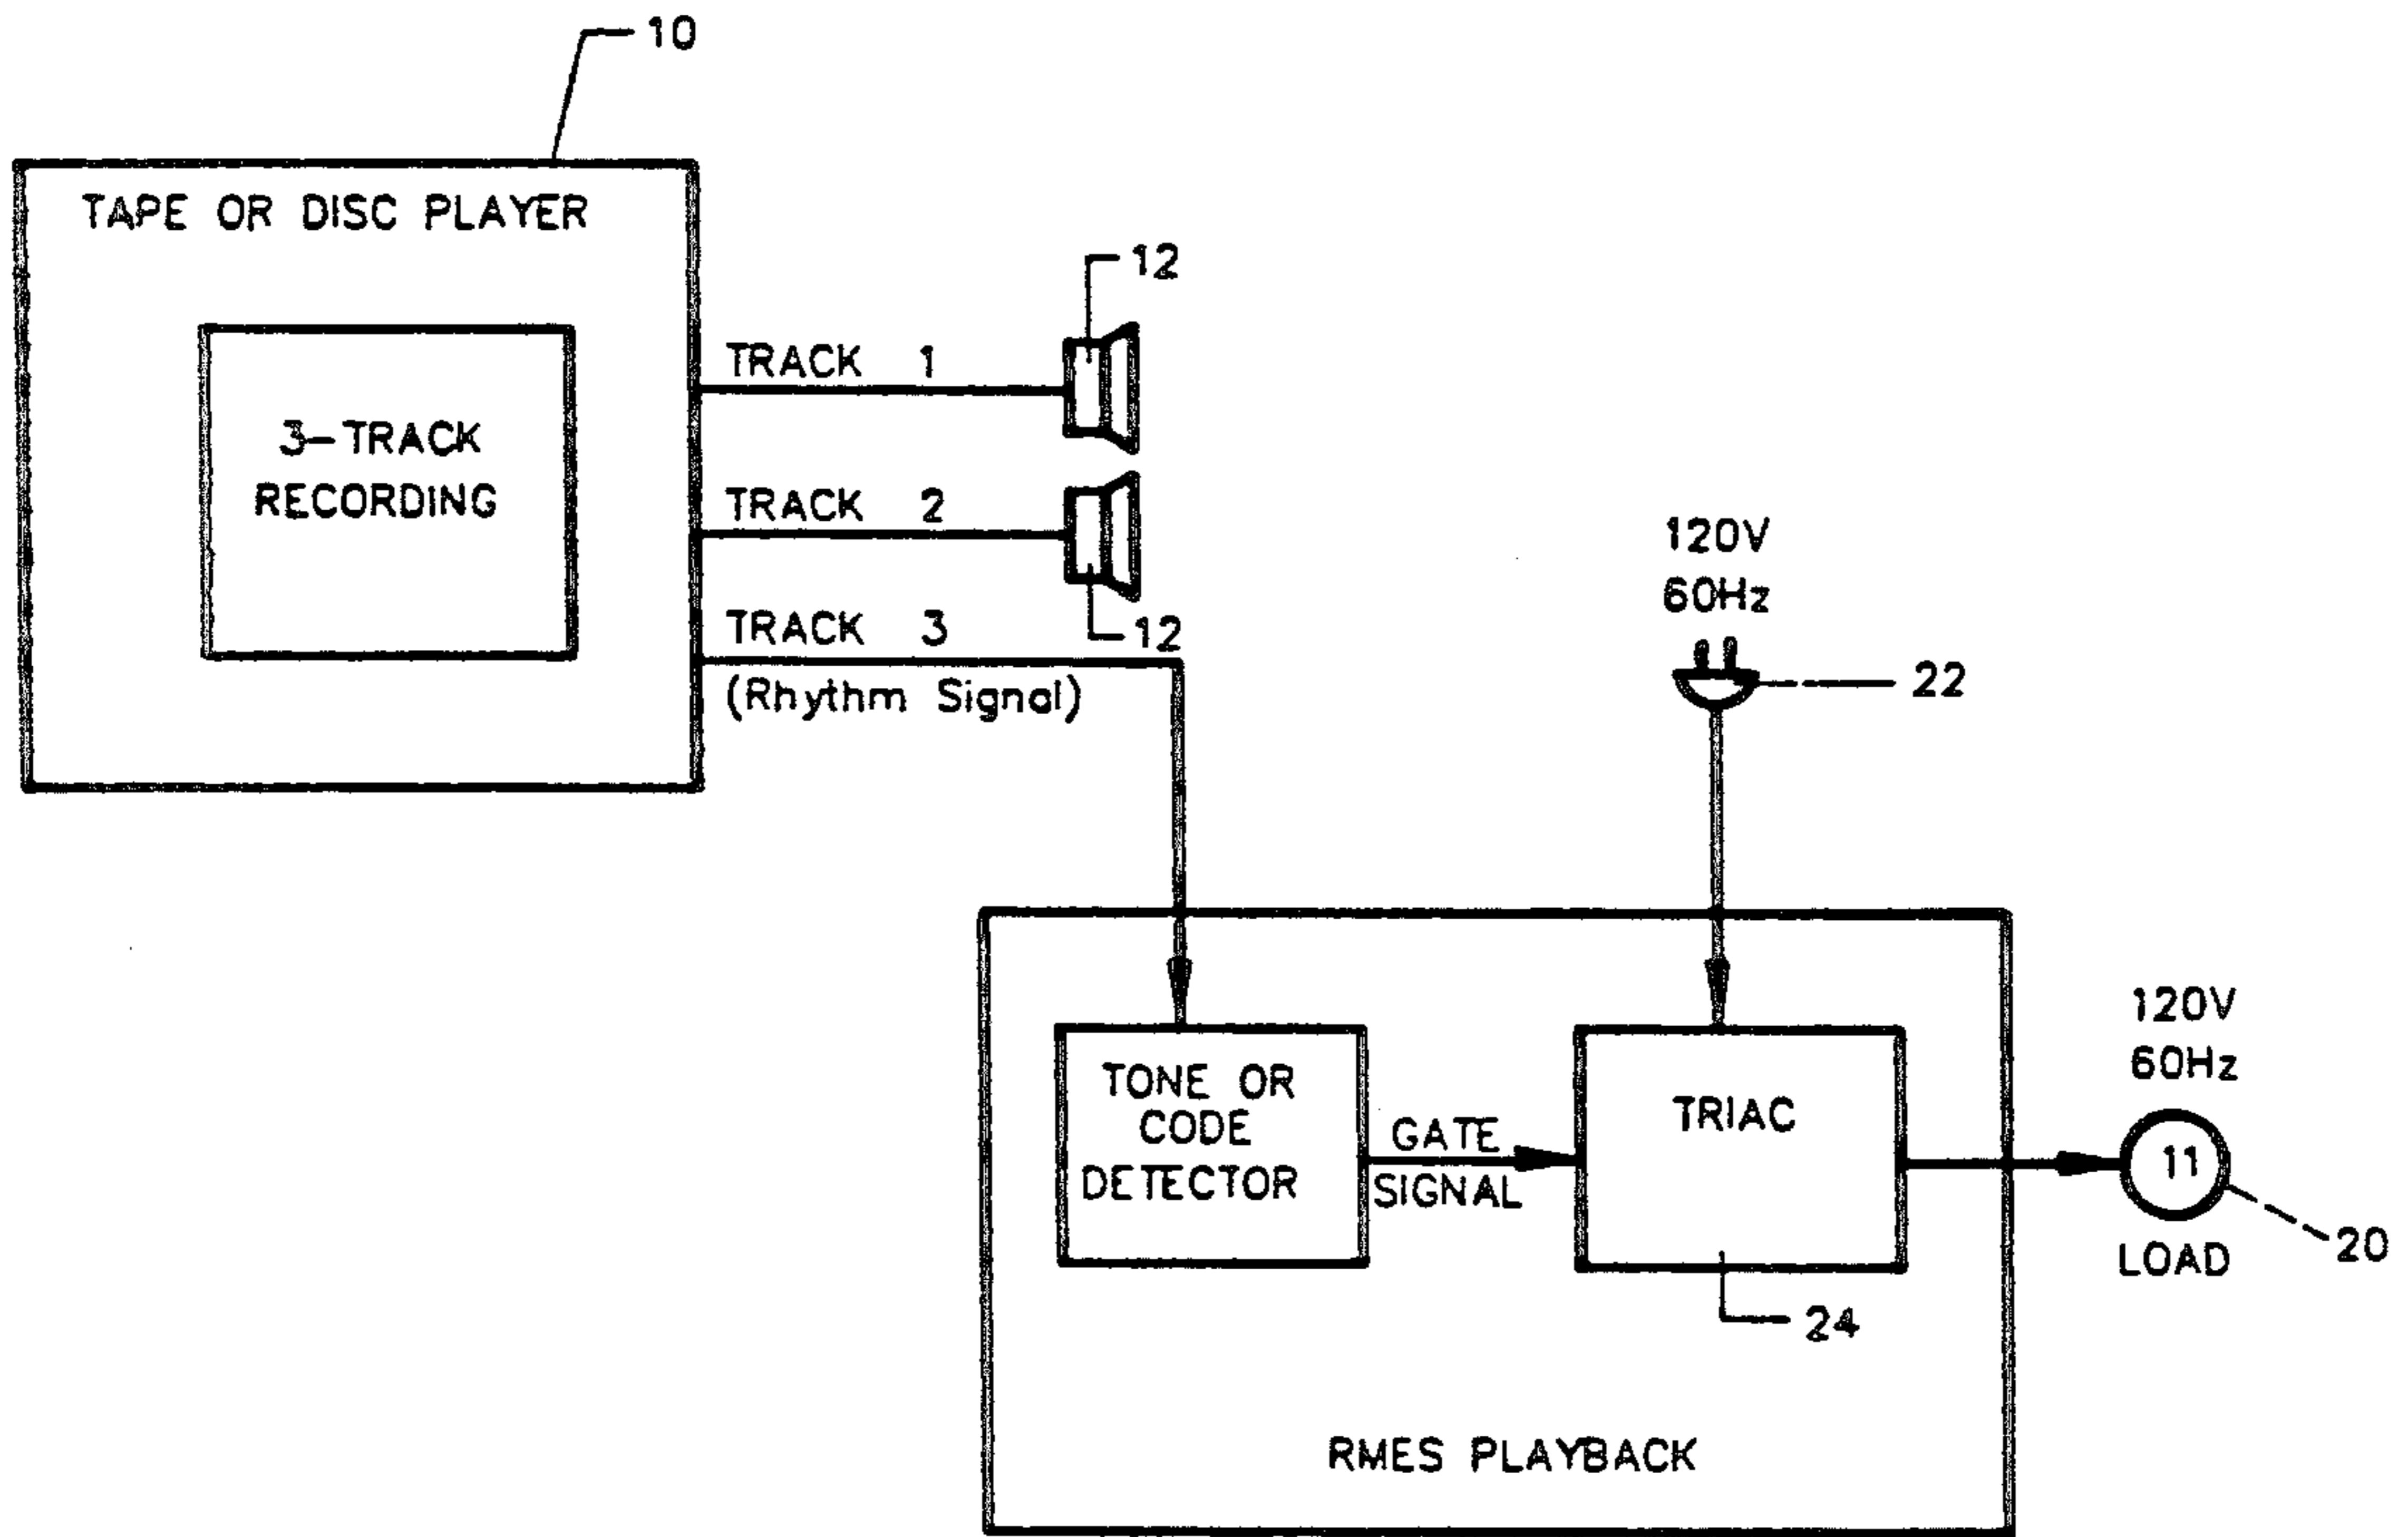 10
TAPE OR DISC PLAYER
3-TRACK
RECORDING
TRACK 1
12
TRACK 2
12
TRACK 3
(Rhythm Signal)
120V
60Hz
22
TONE OR
CODE
DETECTOR
GATE
SIGNAL
TRIAC
24
120V
60Hz
11
LOAD
20
RMES PLAYBACK